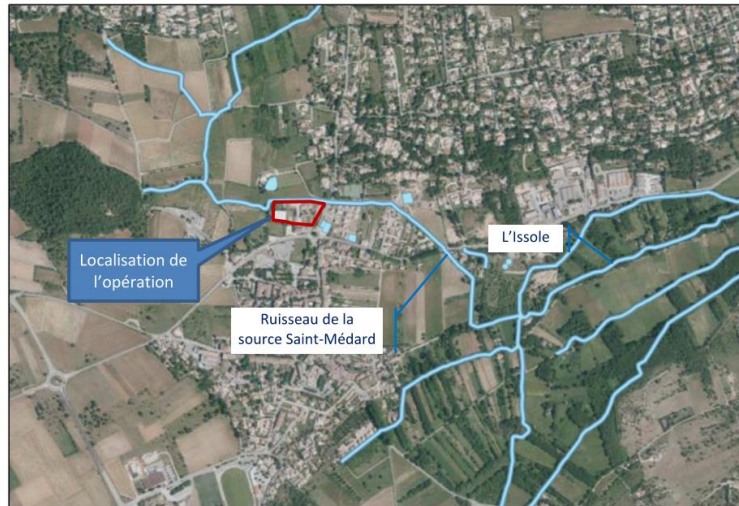 L'Issole
Localisation de
l'opération
Ruisseau de la
source Saint-Médard